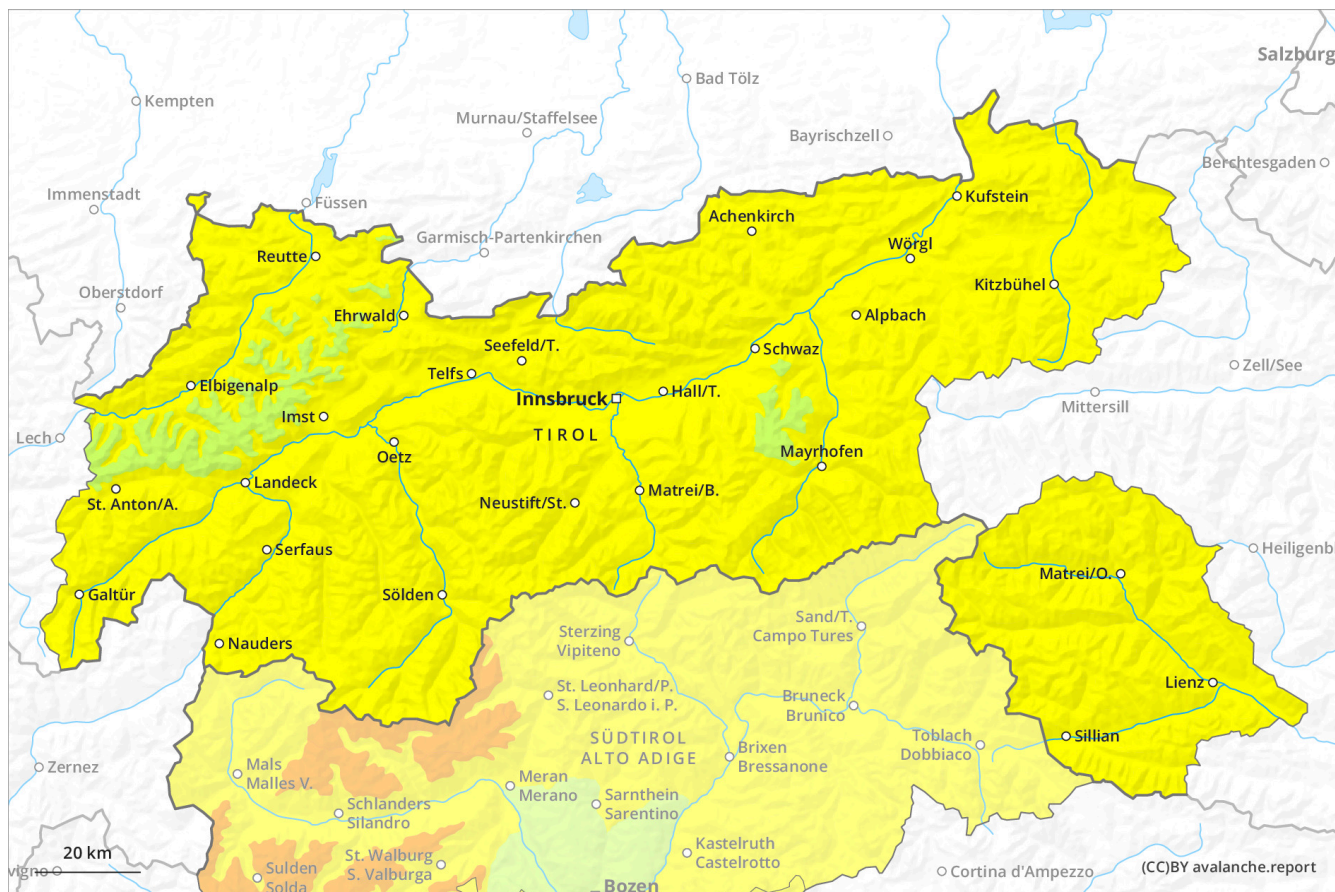 Salzburg
Bad Tölz
Kempten
Murnau/Staffelsee
Bayrischzell
Berchtesgaden
Immenstadt
Füssen
Kufstein
Achenkirch
Garmisch-Partenkirchen
Wörgl
Reutte
Kitzbühel
Oberstdorf
Ehrwald
Alpbach
Seefeld/T.
Schwaz
Zell/See
Telfs
Elbigenalp
Hall/T.
Innsbruck
Mittersill
Imst
TIROL
Lech
Mayrhofen
Oetz
Landeck
Matrei/B.
St. Anton/A.
Neustift/St.
Serfaus
Heiligenb
Matrei/O.
Galtür
Sölden
Sand/T.
Campo Tures
Sterzing
Vipiteno
Nauders
Lienz
St. Leonhard/P.
S. Leonardo i. P.
Bruneck
Brunico
Sillian
SÜDTIROL
ALTO ADIGE
Toblach
Dobbiaco
Brixen
Bressanone
Zernez
Mals
Malles V.
Meran
Merano
Sarnthein
Sarentino
Schlanders
Silandro
Kastelruth
Castelrotto
20 km
St. Walburg
S. Valburga
vigno
Sulden
Solda
Cortina d'Ampezzo
(CC)BY avalanche.report
Bozen